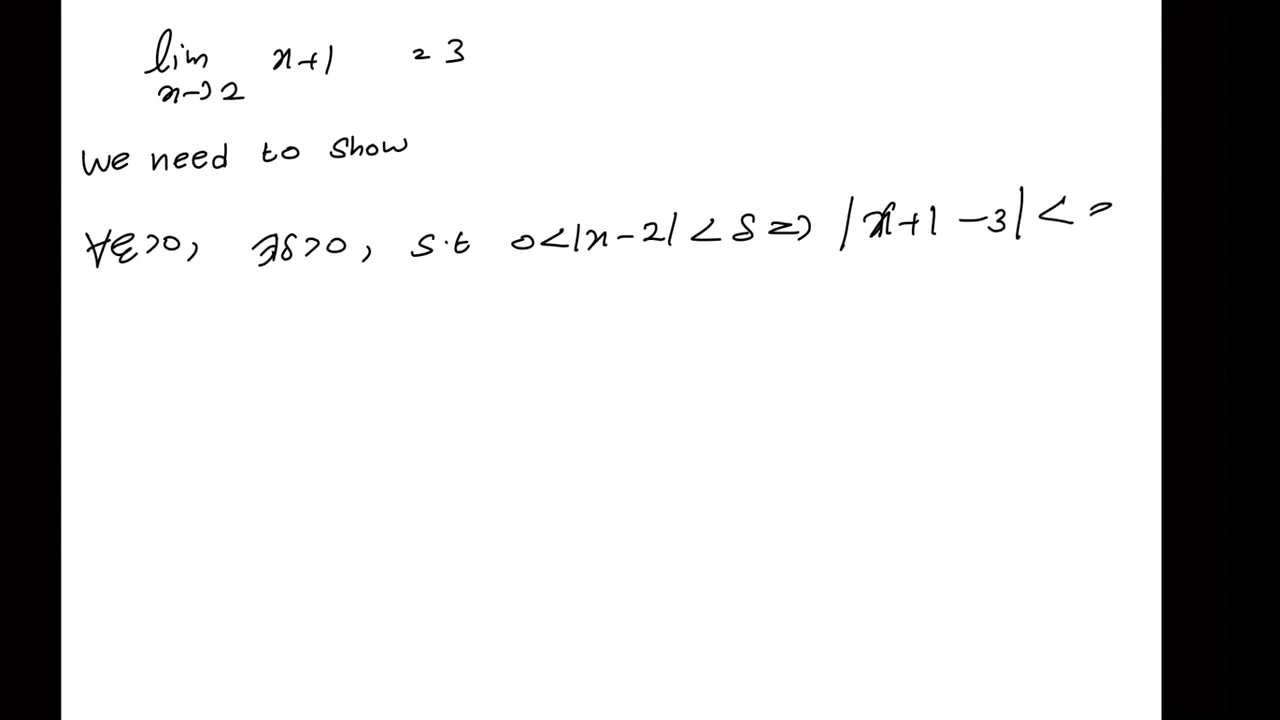 lim x+1 = 3
x→2
We need to show
∀ε>0, ∃δ>0, s.t 0<|x-2| < δ ⇒ |x+1-3| <